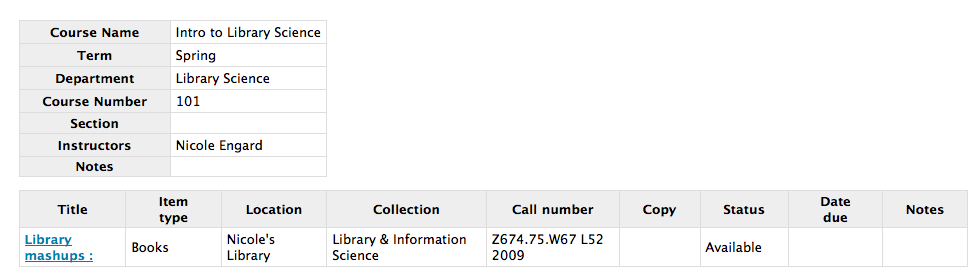 Course Name Intro to Library Science
Term Spring
Department Library Science
Course Number 101
Section
Instructors Nicole Engard
Notes
Title Item type Location Collection Call number Copy Status Date due Notes
Library mashups : Books Nicole's Library Library & Information Science Z674.75.W67 L52 2009 Available